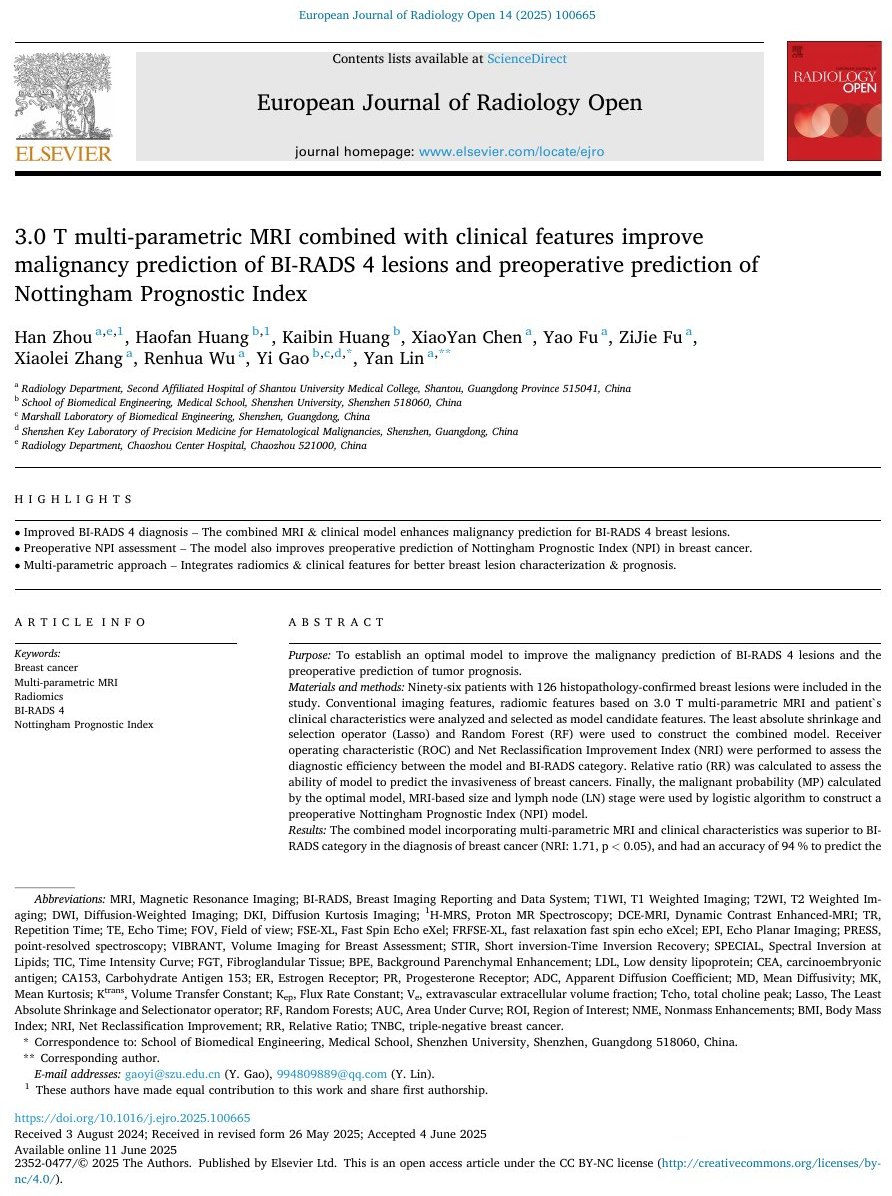 European Journal of Radiology Open 14 (2025) 100665
Contents lists available at ScienceDirect
European Journal of Radiology Open
journal homepage: www.elsevier.com/locate/ejro
ELSEVIER
RADIOLOGY
OPEN
3.0 T multi-parametric MRI combined with clinical features improve
malignancy prediction of BI-RADS 4 lesions and preoperative prediction of
Nottingham Prognostic Index
Han Zhou a,e,1, Haofan Huang b,1, Kaibin Huang b, XiaoYan Chen a, Yao Fu a, ZiJie Fu a,
Xiaolei Zhang a, Renhua Wu a, Yi Gao b,c,d,*, Yan Lin a,**
a Radiology Department, Second Affiliated Hospital of Shantou University Medical College, Shantou, Guangdong Province 515041, China
b School of Biomedical Engineering, Medical School, Shenzhen University, Shenzhen 518060, China
c Marshall Laboratory of Biomedical Engineering, Shenzhen, Guangdong, China
d Shenzhen Key Laboratory of Precision Medicine for Hematological Malignancies, Shenzhen, Guangdong, China
e Radiology Department, Chaozhou Center Hospital, Chaozhou 521000, China
HIGHLIGHTS
• Improved BI-RADS 4 diagnosis – The combined MRI & clinical model enhances malignancy prediction for BI-RADS 4 breast lesions.
• Preoperative NPI assessment – The model also improves preoperative prediction of Nottingham Prognostic Index (NPI) in breast cancer.
• Multi-parametric approach – Integrates radiomics & clinical features for better breast lesion characterization & prognosis.
ARTICLE INFO
Keywords:
Breast cancer
Multi-parametric MRI
Radiomics
BI-RADS 4
Nottingham Prognostic Index
ABSTRACT
Purpose: To establish an optimal model to improve the malignancy prediction of BI-RADS 4 lesions and the
preoperative prediction of tumor prognosis.
Materials and methods: Ninety-six patients with 126 histopathology-confirmed breast lesions were included in the
study. Conventional imaging features, radiomic features based on 3.0 T multi-parametric MRI and patient`s
clinical characteristics were analyzed and selected as model candidate features. The least absolute shrinkage and
selection operator (Lasso) and Random Forest (RF) were used to construct the combined model. Receiver
operating characteristic (ROC) and Net Reclassification Improvement Index (NRI) were performed to assess the
diagnostic efficiency between the model and BI-RADS category. Relative ratio (RR) was calculated to assess the
ability of model to predict the invasiveness of breast cancers. Finally, the malignant probability (MP) calculated
by the optimal model, MRI-based size and lymph node (LN) stage were used by logistic algorithm to construct a
preoperative Nottingham Prognostic Index (NPI) model.
Results: The combined model incorporating multi-parametric MRI and clinical characteristics was superior to BI-
RADS category in the diagnosis of breast cancer (NRI: 1.71, p < 0.05), and had an accuracy of 94 % to predict the
Abbreviations: MRI, Magnetic Resonance Imaging; BI-RADS, Breast Imaging Reporting and Data System; T1WI, T1 Weighted Imaging; T2WI, T2 Weighted Im-
aging; DWI, Diffusion-Weighted Imaging; DKI, Diffusion Kurtosis Imaging; 1H-MRS, Proton MR Spectroscopy; DCE-MRI, Dynamic Contrast Enhanced-MRI; TR,
Repetition Time; TE, Echo Time; FOV, Field of view; FSE-XL, Fast Spin Echo eXel; FRFSE-XL, fast relaxation fast spin echo eXcel; EPI, Echo Planar Imaging; PRESS,
point-resolved spectroscopy; VIBRANT, Volume Imaging for Breast Assessment; STIR, Short inversion-Time Inversion Recovery; SPECIAL, Spectral Inversion at
Lipids; TIC, Time Intensity Curve; FGT, Fibroglandular Tissue; BPE, Background Parenchymal Enhancement; LDL, Low density lipoprotein; CEA, carcinoembryonic
antigen; CA153, Carbohydrate Antigen 153; ER, Estrogen Receptor; PR, Progesterone Receptor; ADC, Apparent Diffusion Coefficient; MD, Mean Diffusivity; MK,
Mean Kurtosis; Ktrans, Volume Transfer Constant; Kep, Flux Rate Constant; Ve, extravascular extracellular volume fraction; Tcho, total choline peak; Lasso, The Least
Absolute Shrinkage and Selectionator operator; RF, Random Forests; AUC, Area Under Curve; ROI, Region of Interest; NME, Nonmass Enhancements; BMI, Body Mass
Index; NRI, Net Reclassification Improvement; RR, Relative Ratio; TNBC, triple-negative breast cancer.
* Correspondence to: School of Biomedical Engineering, Medical School, Shenzhen University, Shenzhen, Guangdong 518060, China.
** Corresponding author.
E-mail addresses: gaoyi@szu.edu.cn (Y. Gao), 994809889@qq.com (Y. Lin).
1 These authors have made equal contribution to this work and share first authorship.
https://doi.org/10.1016/j.ejro.2025.100665
Received 3 August 2024; Received in revised form 26 May 2025; Accepted 4 June 2025
Available online 11 June 2025
2352-0477/© 2025 The Authors. Published by Elsevier Ltd. This is an open access article under the CC BY-NC license (http://creativecommons.org/licenses/by-
nc/4.0/).